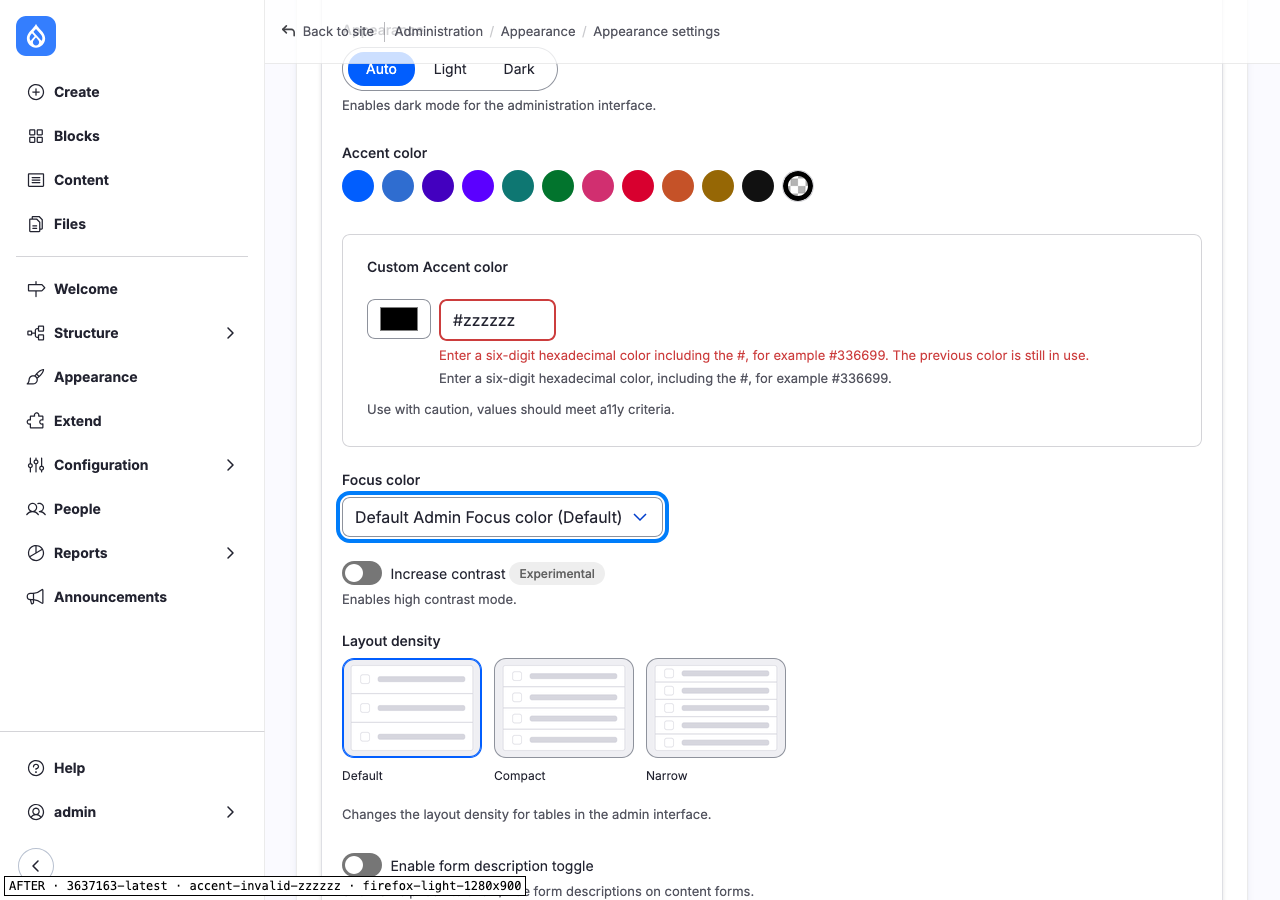 Back to site
Administration / Appearance / Appearance settings
Create
Blocks
Content
Files
Welcome
Structure
Appearance
Extend
Configuration
People
Reports
Announcements
Help
admin
Auto
Light
Dark
Enables dark mode for the administration interface.
Accent color
Custom Accent color
#zzzzzz
Enter a six-digit hexadecimal color including the #, for example #336699. The previous color is still in use.
Enter a six-digit hexadecimal color, including the #, for example #336699.
Use with caution, values should meet a11y criteria.
Focus color
Default Admin Focus color (Default)
Increase contrast Experimental
Enables high contrast mode.
Layout density
Default
Compact
Narrow
Changes the layout density for tables in the admin interface.
Enable form description toggle
form descriptions on content forms.
AFTER · 3637163-latest · accent-invalid-zzzzzz · firefox-light-1280x900